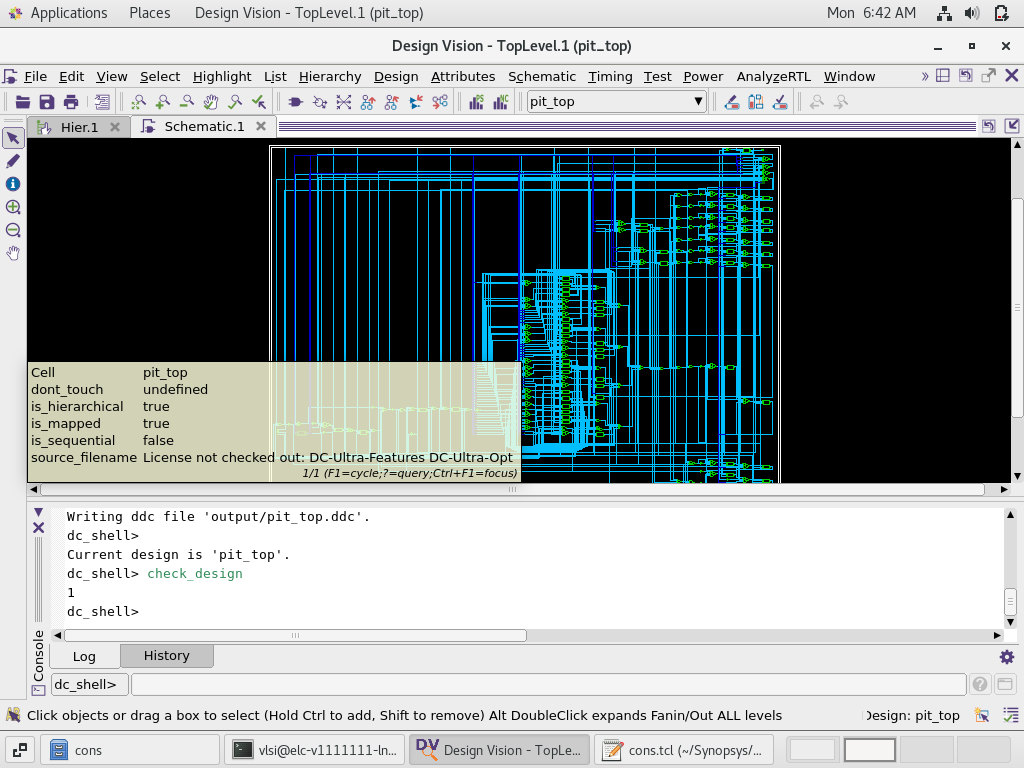 Applications Places Design Vision - TopLevel.1 (pit_top) Mon 6:42 AM
Design Vision - TopLevel.1 (pit_top)
File Edit View Select Highlight List Hierarchy Design Attributes Schematic Timing Test Power AnalyzeRTL Window »
pit_top
Hier.1 Schematic.1
Cell pit_top
dont_touch undefined
is_hierarchical true
is_mapped true
is_sequential false
source_filename License not checked out: DC-Ultra-Features DC-Ultra-Opt
1/1 (F1=cycle;?=query;Ctrl+F1=focus)
Writing ddc file 'output/pit_top.ddc'.
dc_shell>
Current design is 'pit_top'.
dc_shell> check_design
1
dc_shell>
Console
Log History
dc_shell>
Click objects or drag a box to select (Hold Ctrl to add, Shift to remove) Alt DoubleClick expands Fanin/Out ALL levels Design: pit_top
cons vlsi@elc-v1111111-ln... DV Design Vision - TopLe... cons.tcl (~/Synopsys/...